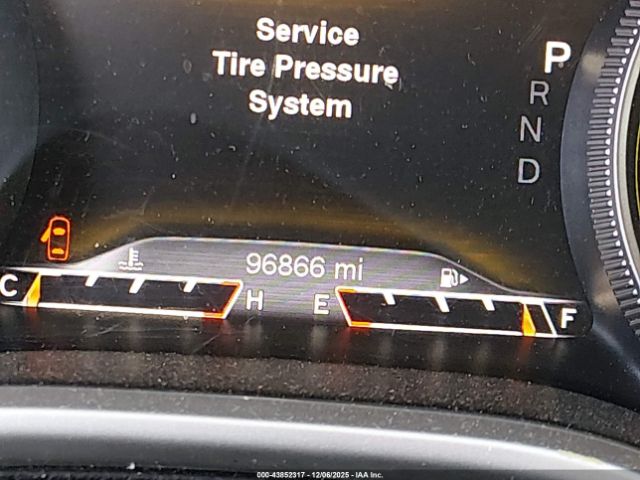 Service
Tire Pressure
System
P
R
N
D
96866 mi
C H E F
000-43852317 | 12/06/2025 | IAA Inc.